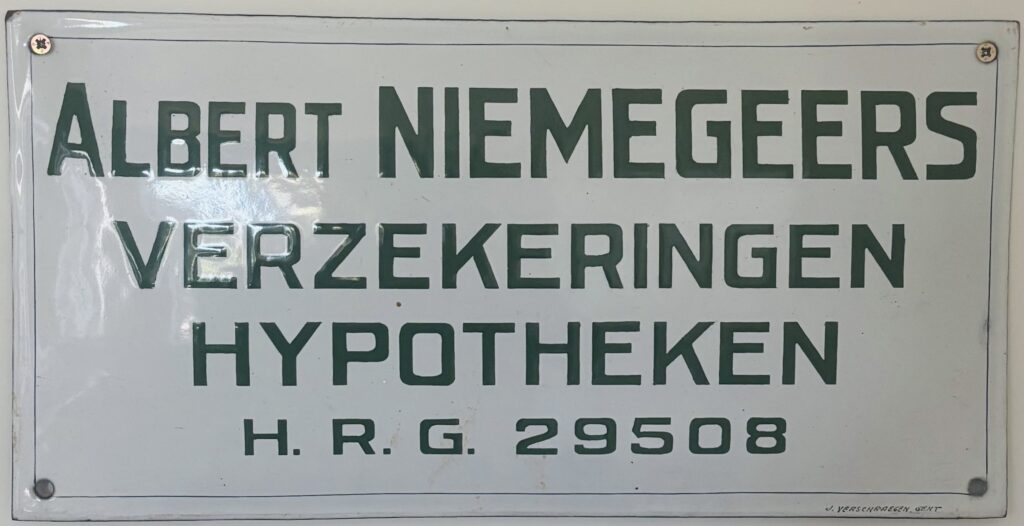 ALBERT NIEMEGEERS
VERZEKERINGEN
HYPOTHEKEN
H. R. G. 29508
J. VERSCHRAEGEN. GENT